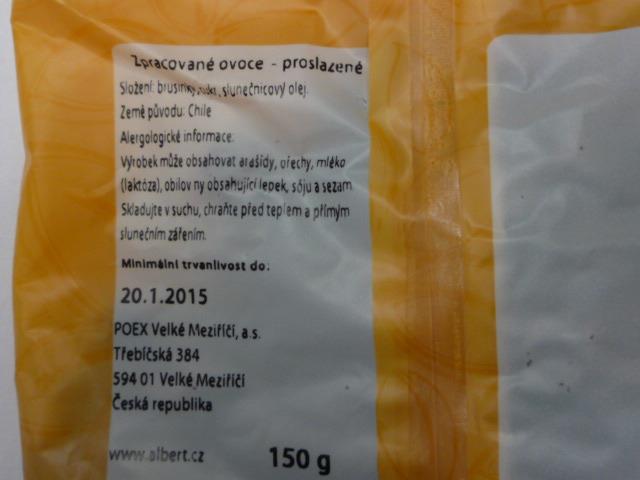 Zpracované ovoce - proslazené
Složení: brusinky, cukr, slunečnicový olej.
Země původu: Chile
Alergologické informace:
Výrobek může obsahovat arašídy, ořechy, mléko
(laktóza), obilov ny obsahující lepek, sóju a sezam.
Skladujte v suchu, chraňte před teplem a přímým
slunečním zářením.
Minimální trvanlivost do:
20.1.2015
POEX Velké Meziříčí, a.s.
Třebíčská 384
594 01 Velké Meziříčí
Česká republika
www.albert.cz
150 g